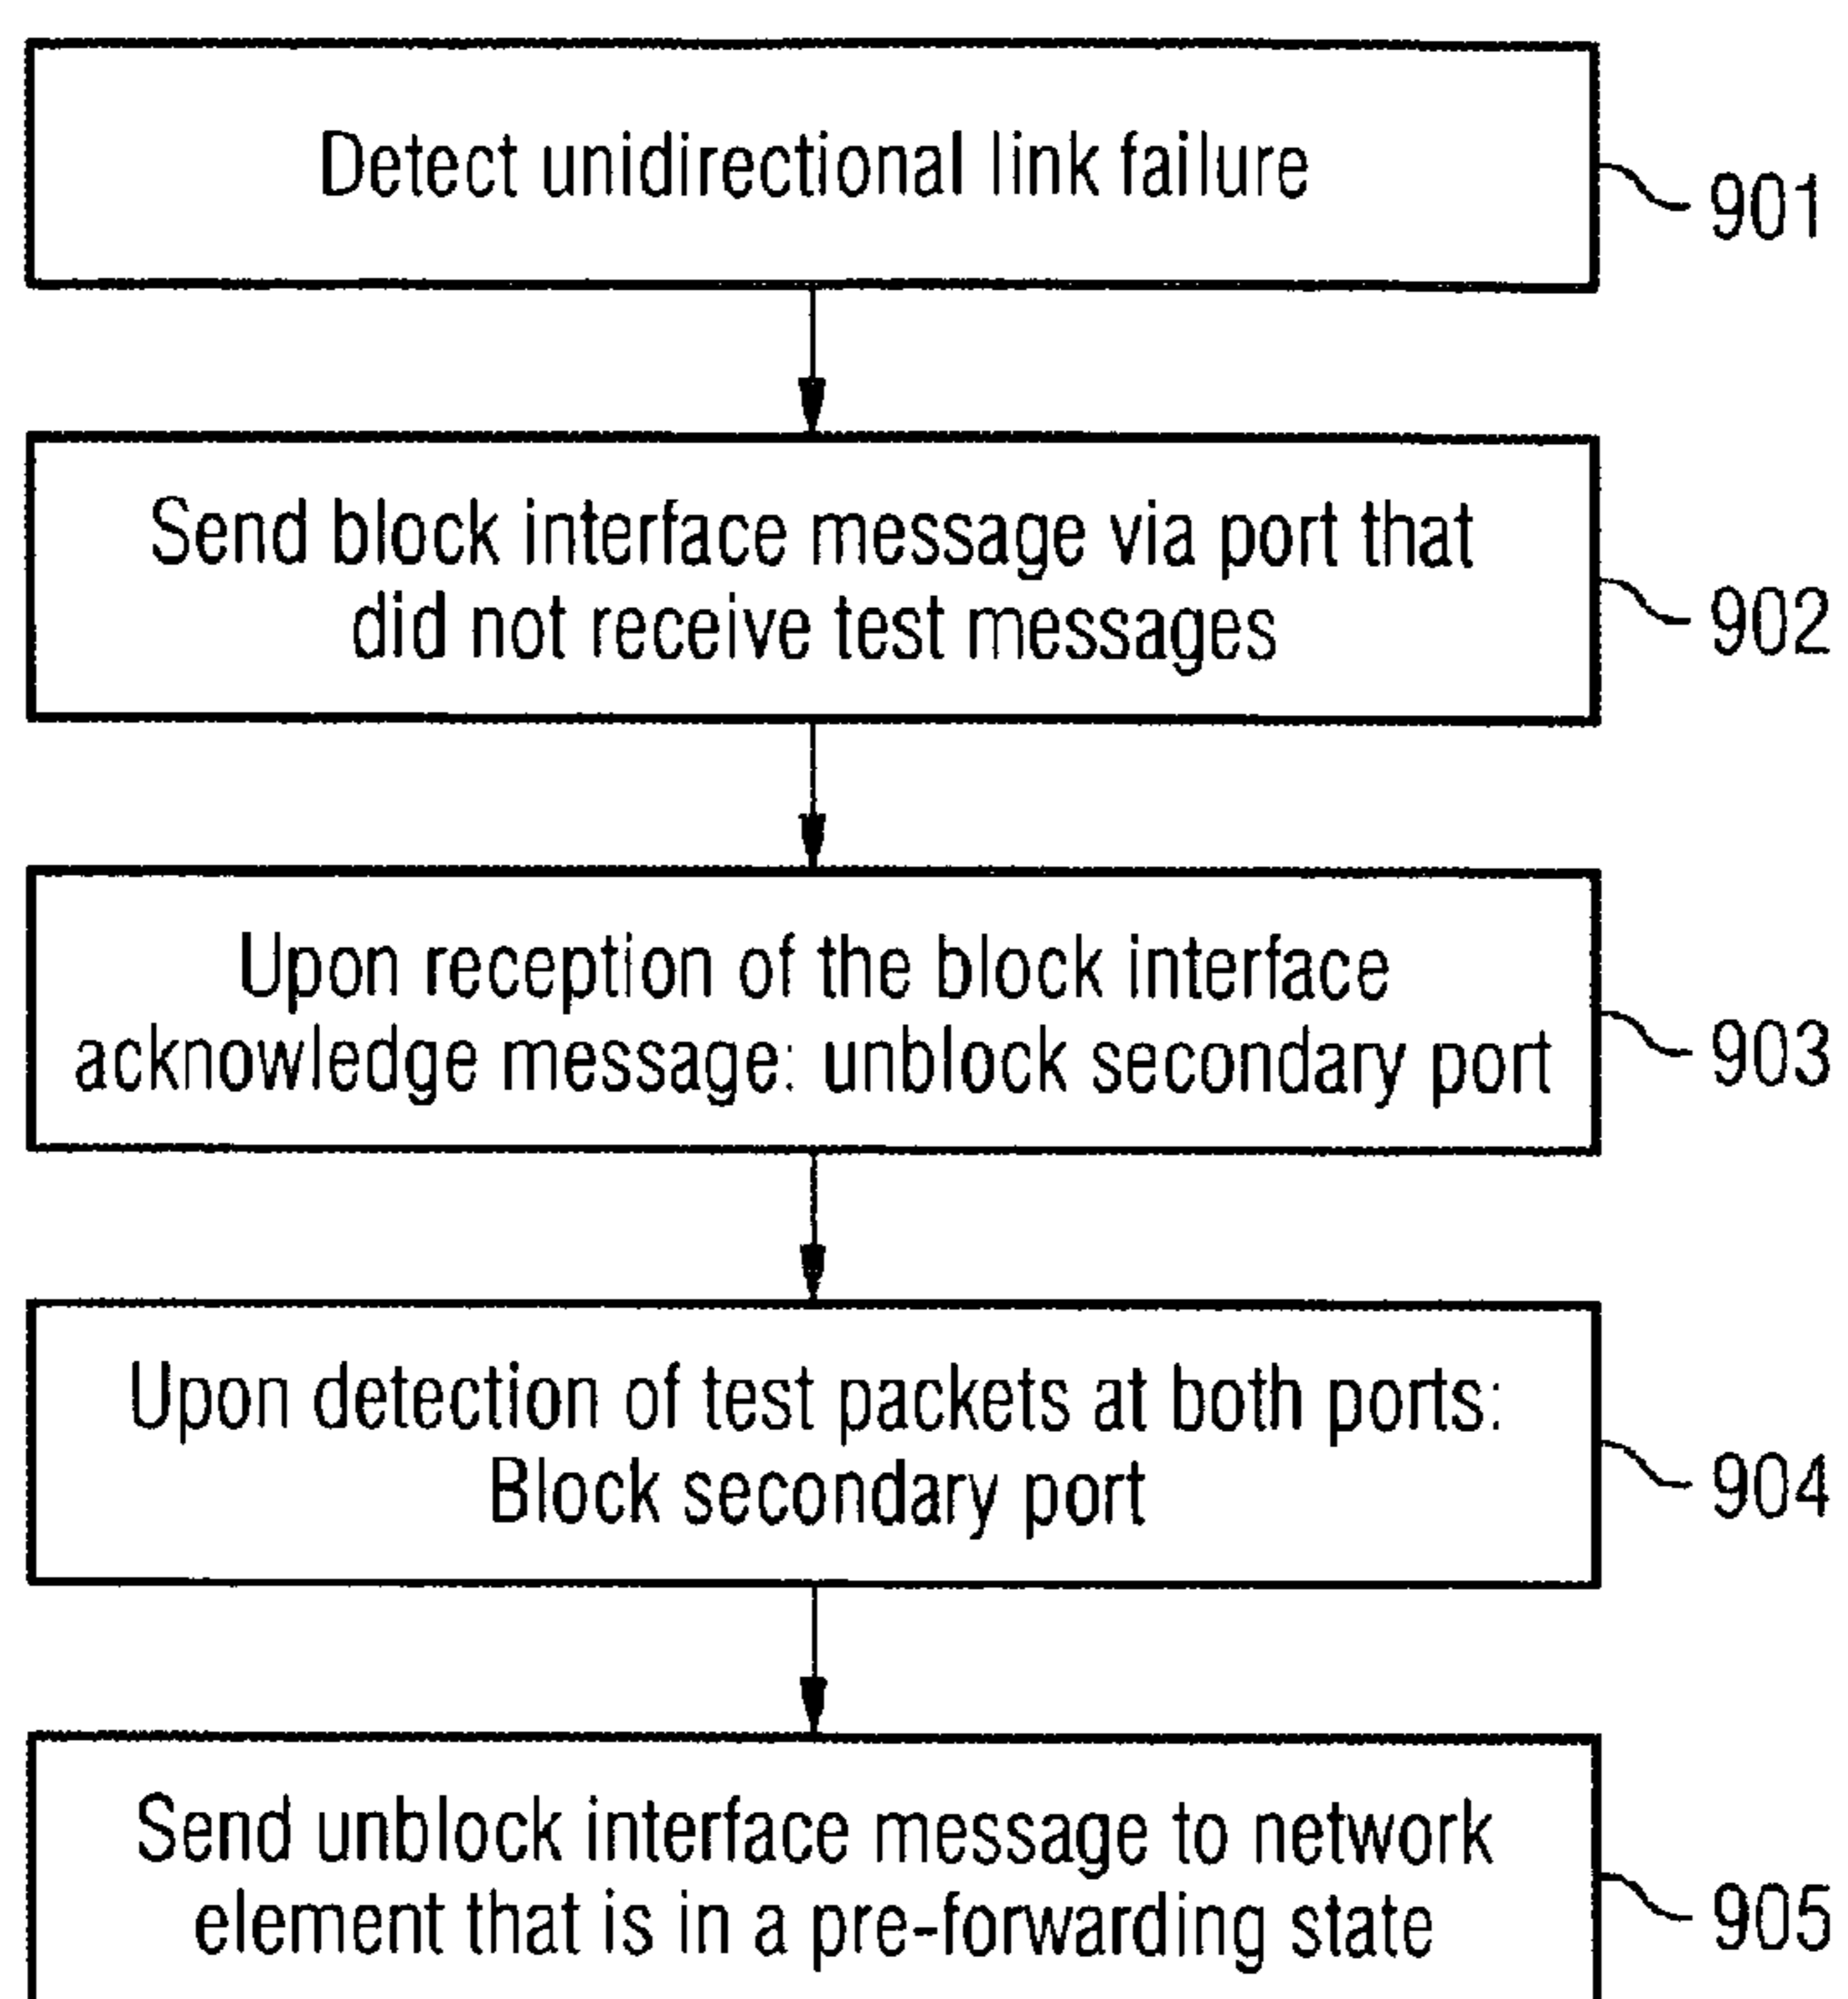 Detect unidirectional link failure
901
Send block interface message via port that
did not receive test messages
902
Upon reception of the block interface
acknowledge message: unblock secondary port
903
Upon detection of test packets at both ports:
Block secondary port
904
Send unblock interface message to network
element that is in a pre-forwarding state
905